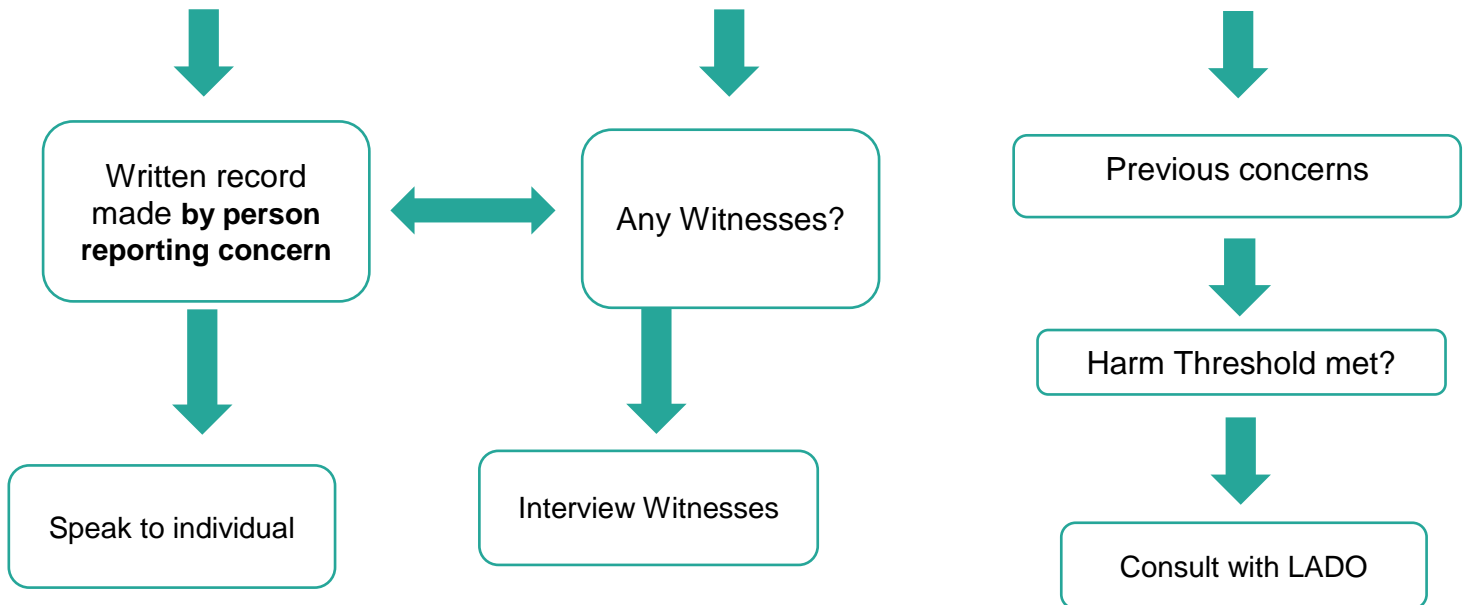 Written record
made by person
reporting concern
Any Witnesses?
Previous concerns
Harm Threshold met?
Speak to individual
Interview Witnesses
Consult with LADO